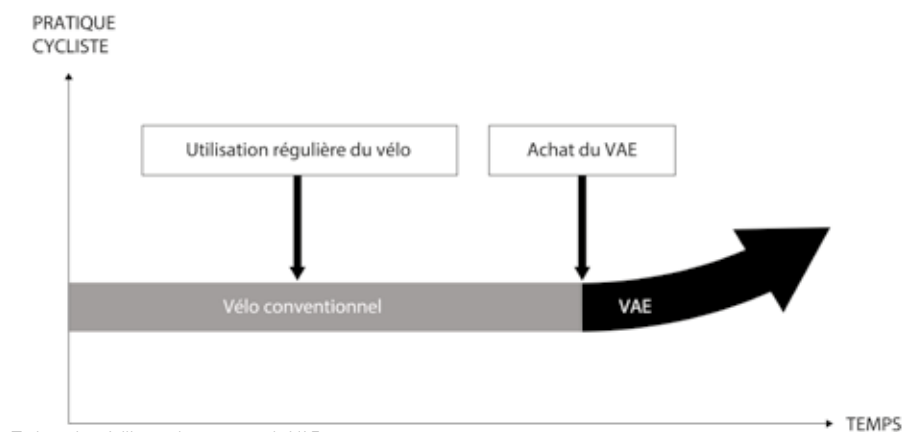 PRATIQUE
CYCLISTE
Utilisation régulière du vélo
Achat du VAE
Vélo conventionnel
VAE
TEMPS